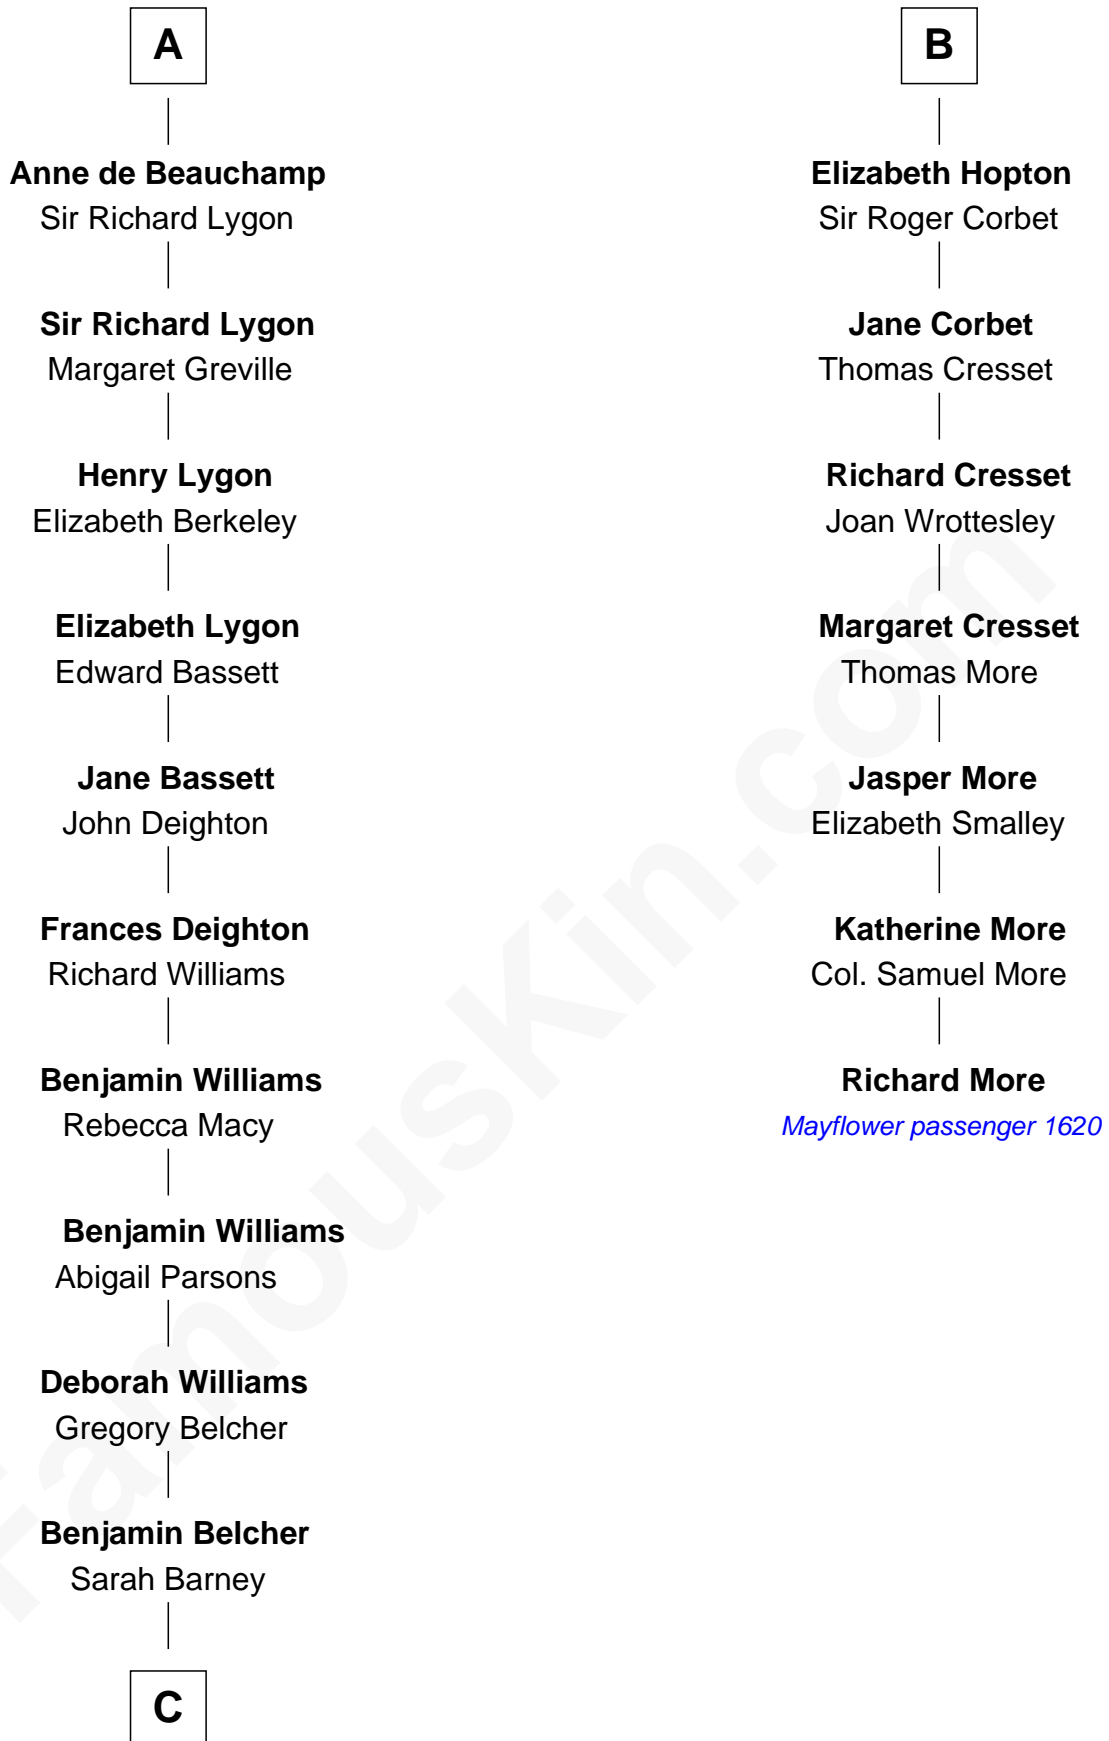 A
Anne de Beauchamp
Sir Richard Lygon
Sir Richard Lygon
Margaret Greville
Henry Lygon
Elizabeth Berkeley
Elizabeth Lygon
Edward Bassett
Jane Bassett
John Deighton
Frances Deighton
Richard Williams
Benjamin Williams
Rebecca Macy
Benjamin Williams
Abigail Parsons
Deborah Williams
Gregory Belcher
Benjamin Belcher
Sarah Barney
C
B
Elizabeth Hopton
Sir Roger Corbet
Jane Corbet
Thomas Cresset
Richard Cresset
Joan Wrottesley
Margaret Cresset
Thomas More
Jasper More
Elizabeth Smalley
Katherine More
Col. Samuel More
Richard More
Mayflower passenger 1620
FamousKin.com